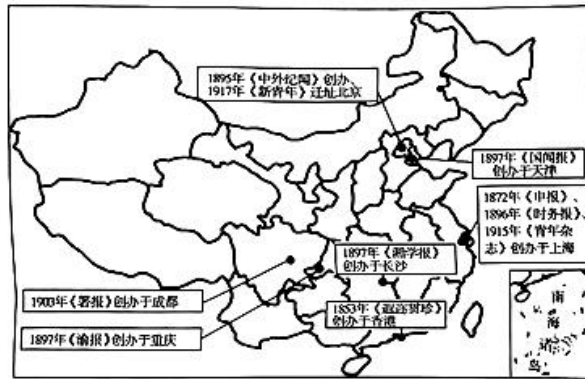 1895年《中外纪闻》创办、
1917年《新青年》迁址北京
1897年《国闻报》
创办于天津
1872年《申报》、
1896年《时务报》、
1915年《青年杂
志》创办于上海
1897年《湘学报》
创办于长沙
1903年《蜀报》创办于成都
1853年《遐迩贯珍》
创办于香港
1897年《渝报》创办于重庆
南
海
诸
岛